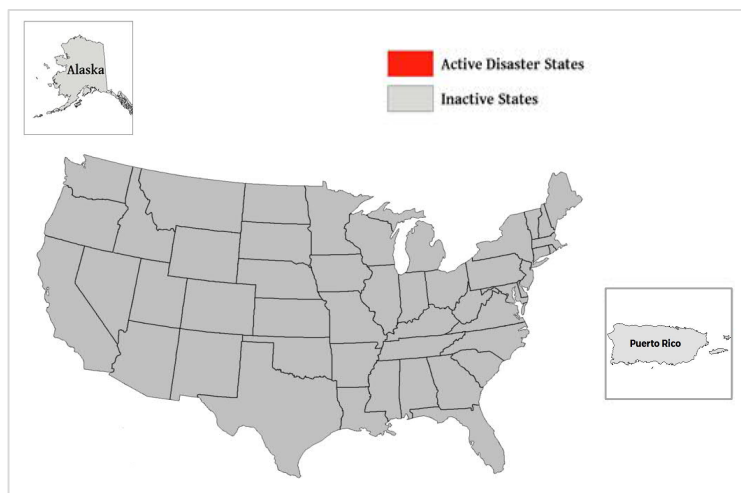 Alaska
Active Disaster States
Inactive States
Puerto Rico